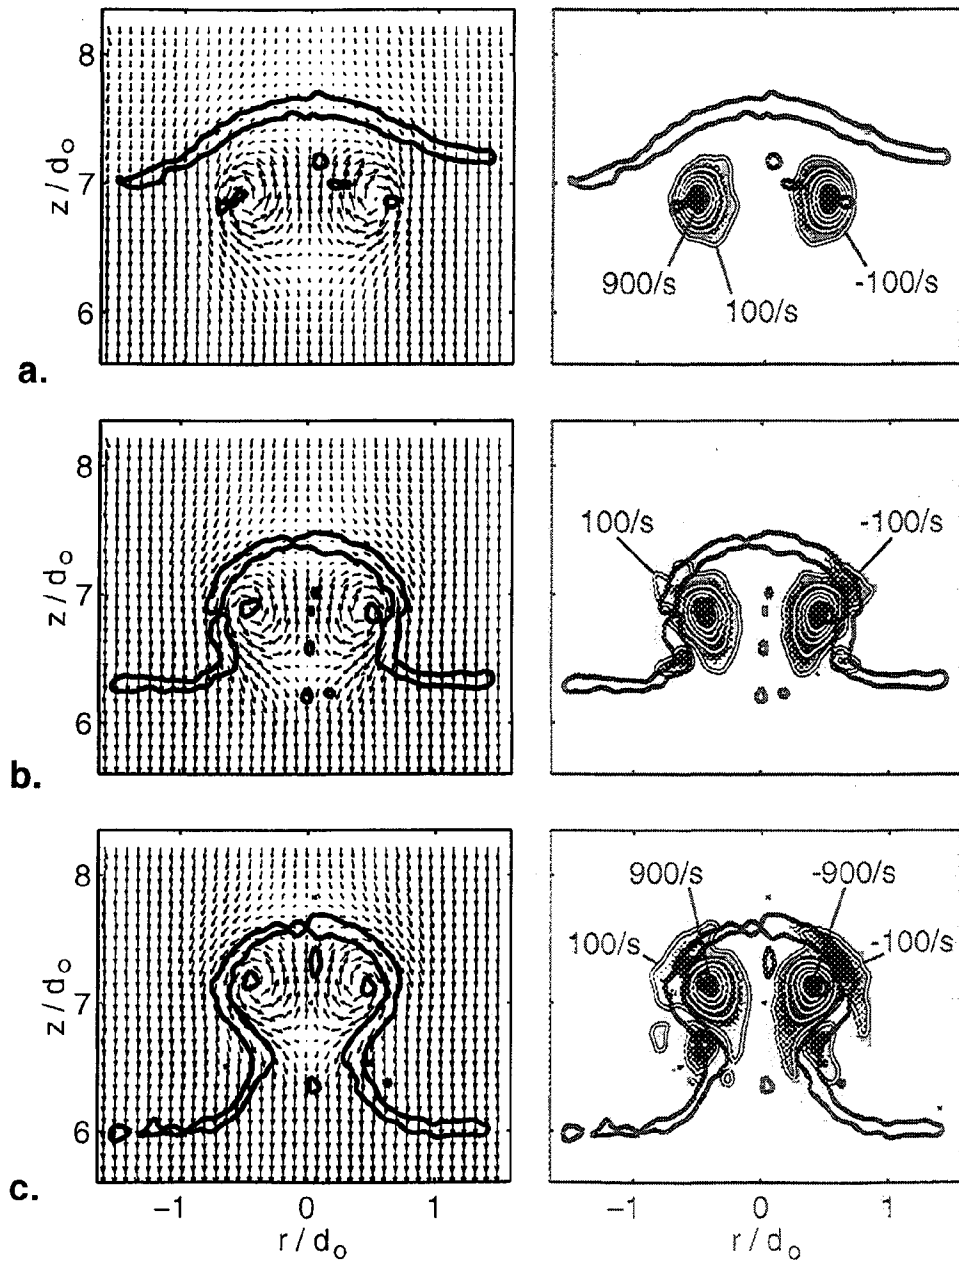 8
7
6
z / d_o
900/s
100/s
-100/s
a.
8
7
6
z / d_o
100/s
-100/s
b.
8
7
6
z / d_o
900/s
-900/s
100/s
-100/s
c.
−1
0
1
r / d_o
−1
0
1
r / d_o